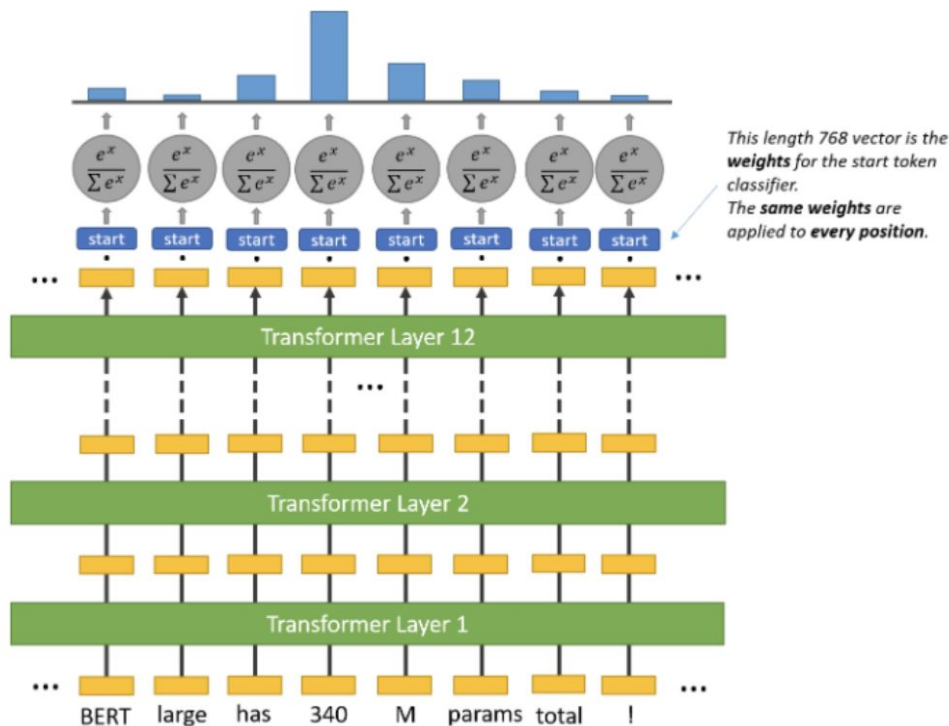 e^x e^x e^x e^x e^x e^x e^x e^x
∑ e^x ∑ e^x ∑ e^x ∑ e^x ∑ e^x ∑ e^x ∑ e^x ∑ e^x
This length 768 vector is the
weights for the start token
classifier.
The same weights are
applied to every position.
start start start start start start start start
... ...
Transformer Layer 12
...
Transformer Layer 2
Transformer Layer 1
... ...
BERT large has 340 M params total !